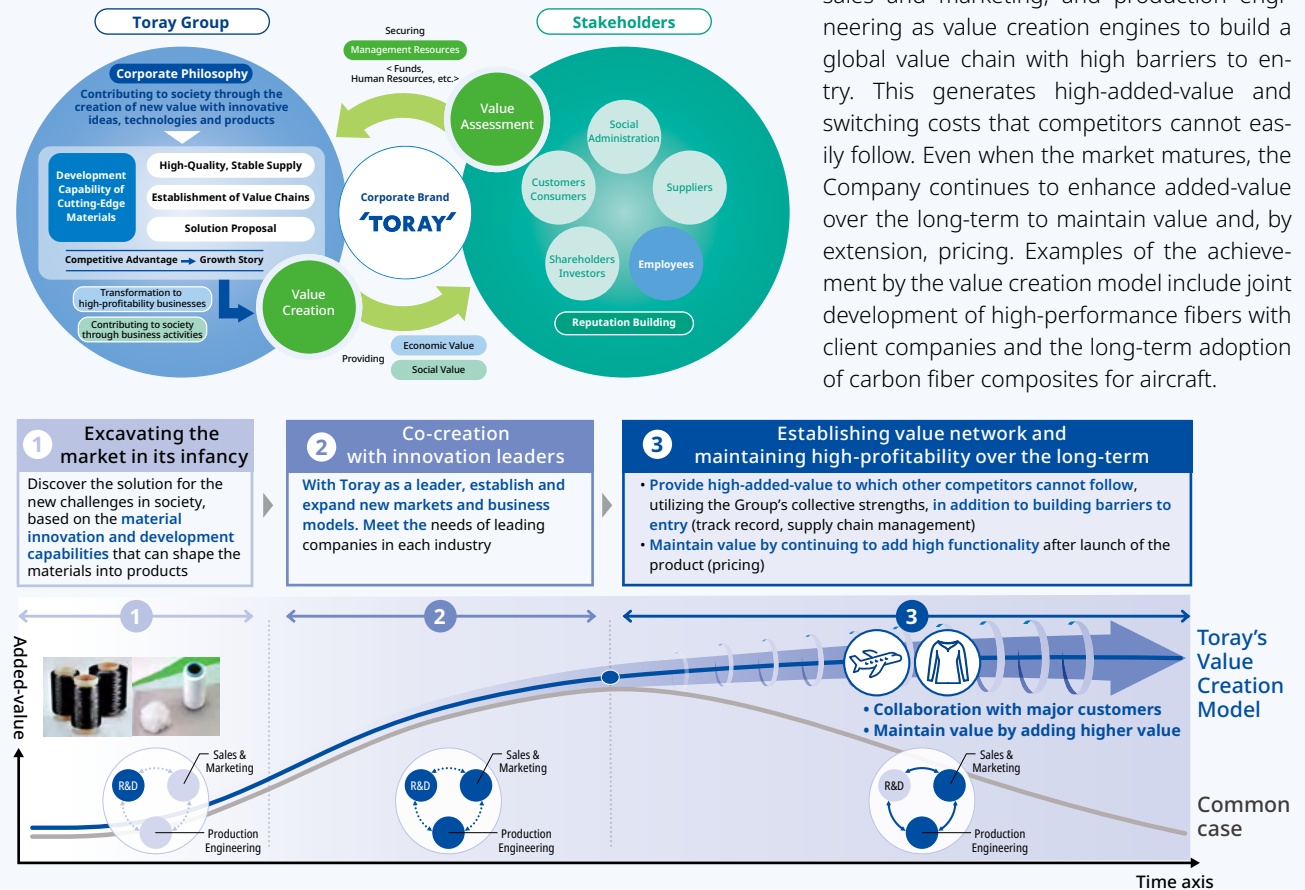 Toray Group
Corporate Philosophy
Contributing to society through the
creation of new value with innovative
ideas, technologies and products
Development
Capability of
Cutting-Edge
Materials
High-Quality, Stable Supply
Establishment of Value Chains
Solution Proposal
Competitive Advantage → Growth Story
Transformation to
high-profitability businesses
Contributing to society
through business activities
Value
Creation
Securing
Management Resources
< Funds,
Human Resources, etc.>
Value
Assessment
Corporate Brand
'TORAY'
Providing
Economic Value
Social Value
Stakeholders
Social
Administration
Customers
Consumers
Suppliers
Shareholders
Investors
Employees
Reputation Building
sales and marketing, and production engi-
neering as value creation engines to build a
global value chain with high barriers to en-
try. This generates high-added-value and
switching costs that competitors cannot eas-
ily follow. Even when the market matures, the
Company continues to enhance added-value
over the long-term to maintain value and, by
extension, pricing. Examples of the achieve-
ment by the value creation model include joint
development of high-performance fibers with
client companies and the long-term adoption
of carbon fiber composites for aircraft.
1
Excavating the
market in its infancy
Discover the solution for the
new challenges in society,
based on the material
innovation and development
capabilities that can shape the
materials into products
2
Co-creation
with innovation leaders
With Toray as a leader, establish and
expand new markets and business
models. Meet the needs of leading
companies in each industry
3
Establishing value network and
maintaining high-profitability over the long-term
• Provide high-added-value to which other competitors cannot follow,
utilizing the Group's collective strengths, in addition to building barriers to
entry (track record, supply chain management)
• Maintain value by continuing to add high functionality after launch of the
product (pricing)
1
2
3
Added-value
Toray's
Value
Creation
Model
• Collaboration with major customers
• Maintain value by adding higher value
R&D
Sales &
Marketing
Production
Engineering
R&D
Sales &
Marketing
Production
Engineering
R&D
Sales &
Marketing
Production
Engineering
Common
case
Time axis